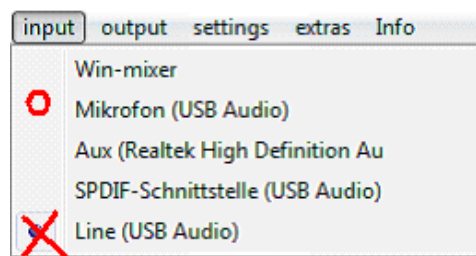 input output settings extras Info
Win-mixer
Mikrofon (USB Audio)
Aux (Realtek High Definition Au
SPDIF-Schnittstelle (USB Audio)
Line (USB Audio)